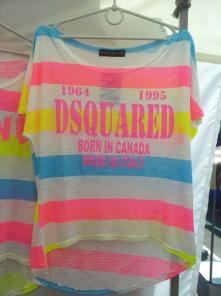 1964 1995
DSQUARED
BORN IN CANADA
MADE IN ITALY